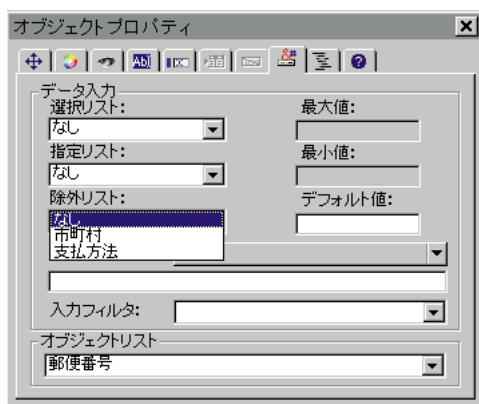 オブジェクトプロパティ
データ入力
選択リスト:
最大値:
なし
指定リスト:
最小値:
なし
除外リスト:
デフォルト値:
なし
市町村
支払方法
入力フィルタ:
オブジェクトリスト
郵便番号